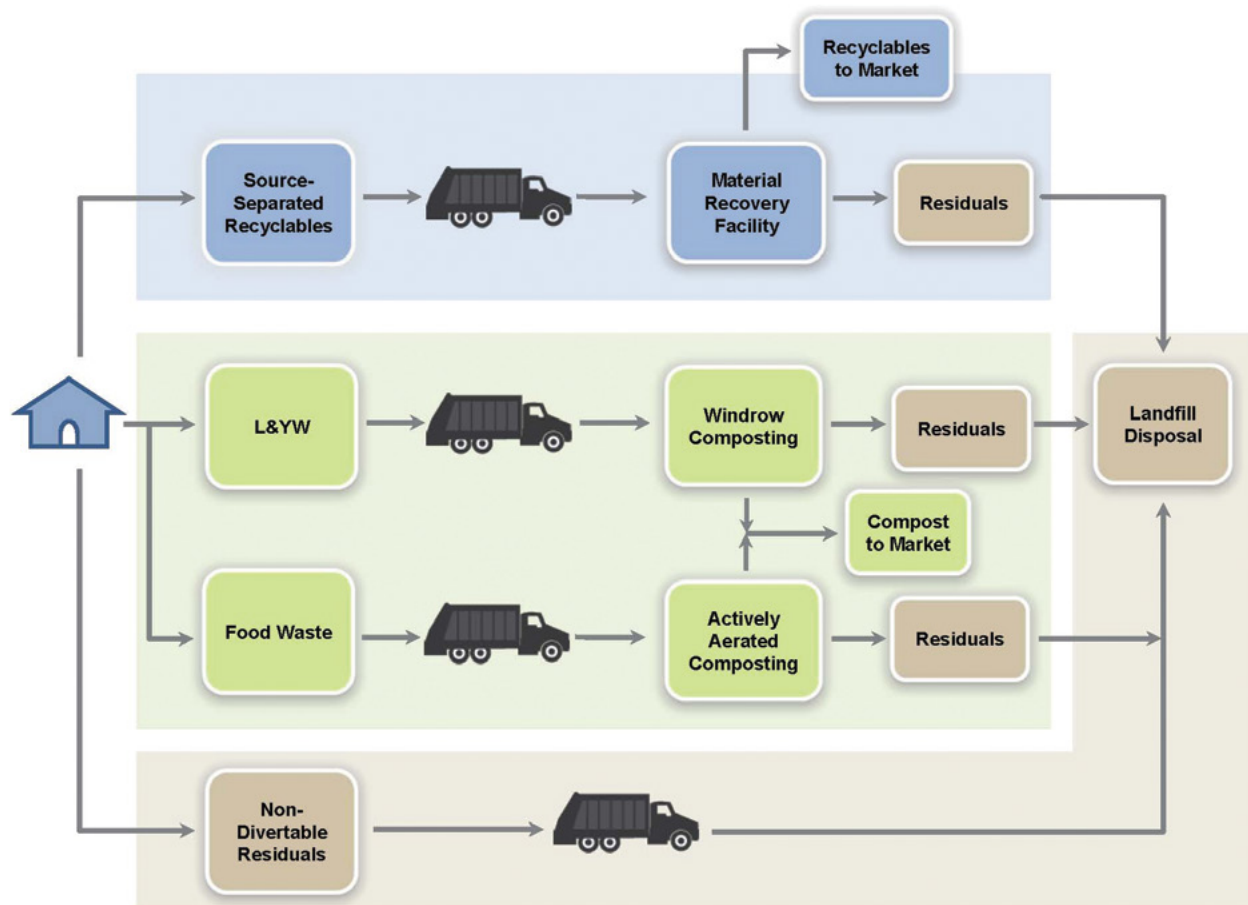 Recyclables
to Market
Source-
Separated
Recyclables
Material
Recovery
Facility
Residuals
L&YW
Windrow
Composting
Residuals
Landfill
Disposal
Compost
to Market
Food Waste
Actively
Aerated
Composting
Residuals
Non-
Divertable
Residuals